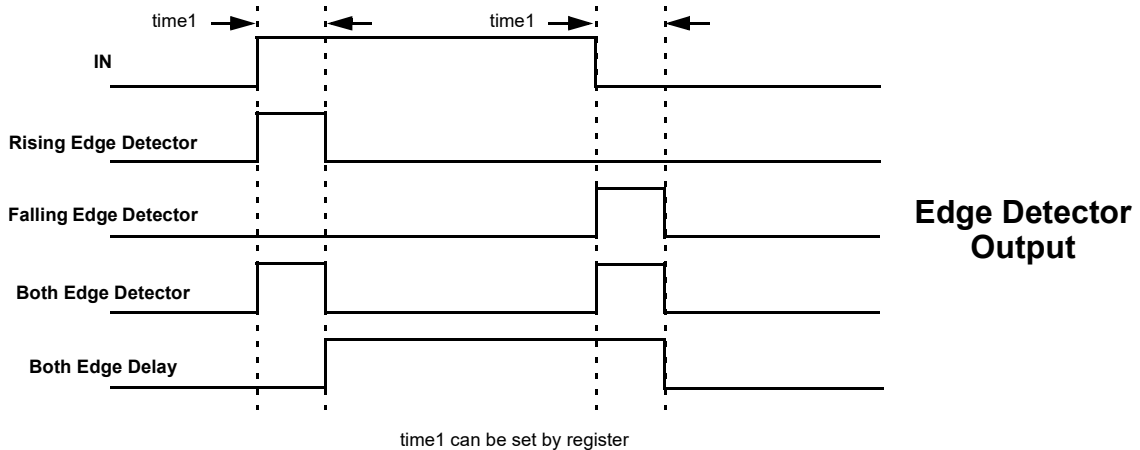 time1
time1
IN
Rising Edge Detector
Falling Edge Detector
Edge Detector
Output
Both Edge Detector
Both Edge Delay
time1 can be set by register